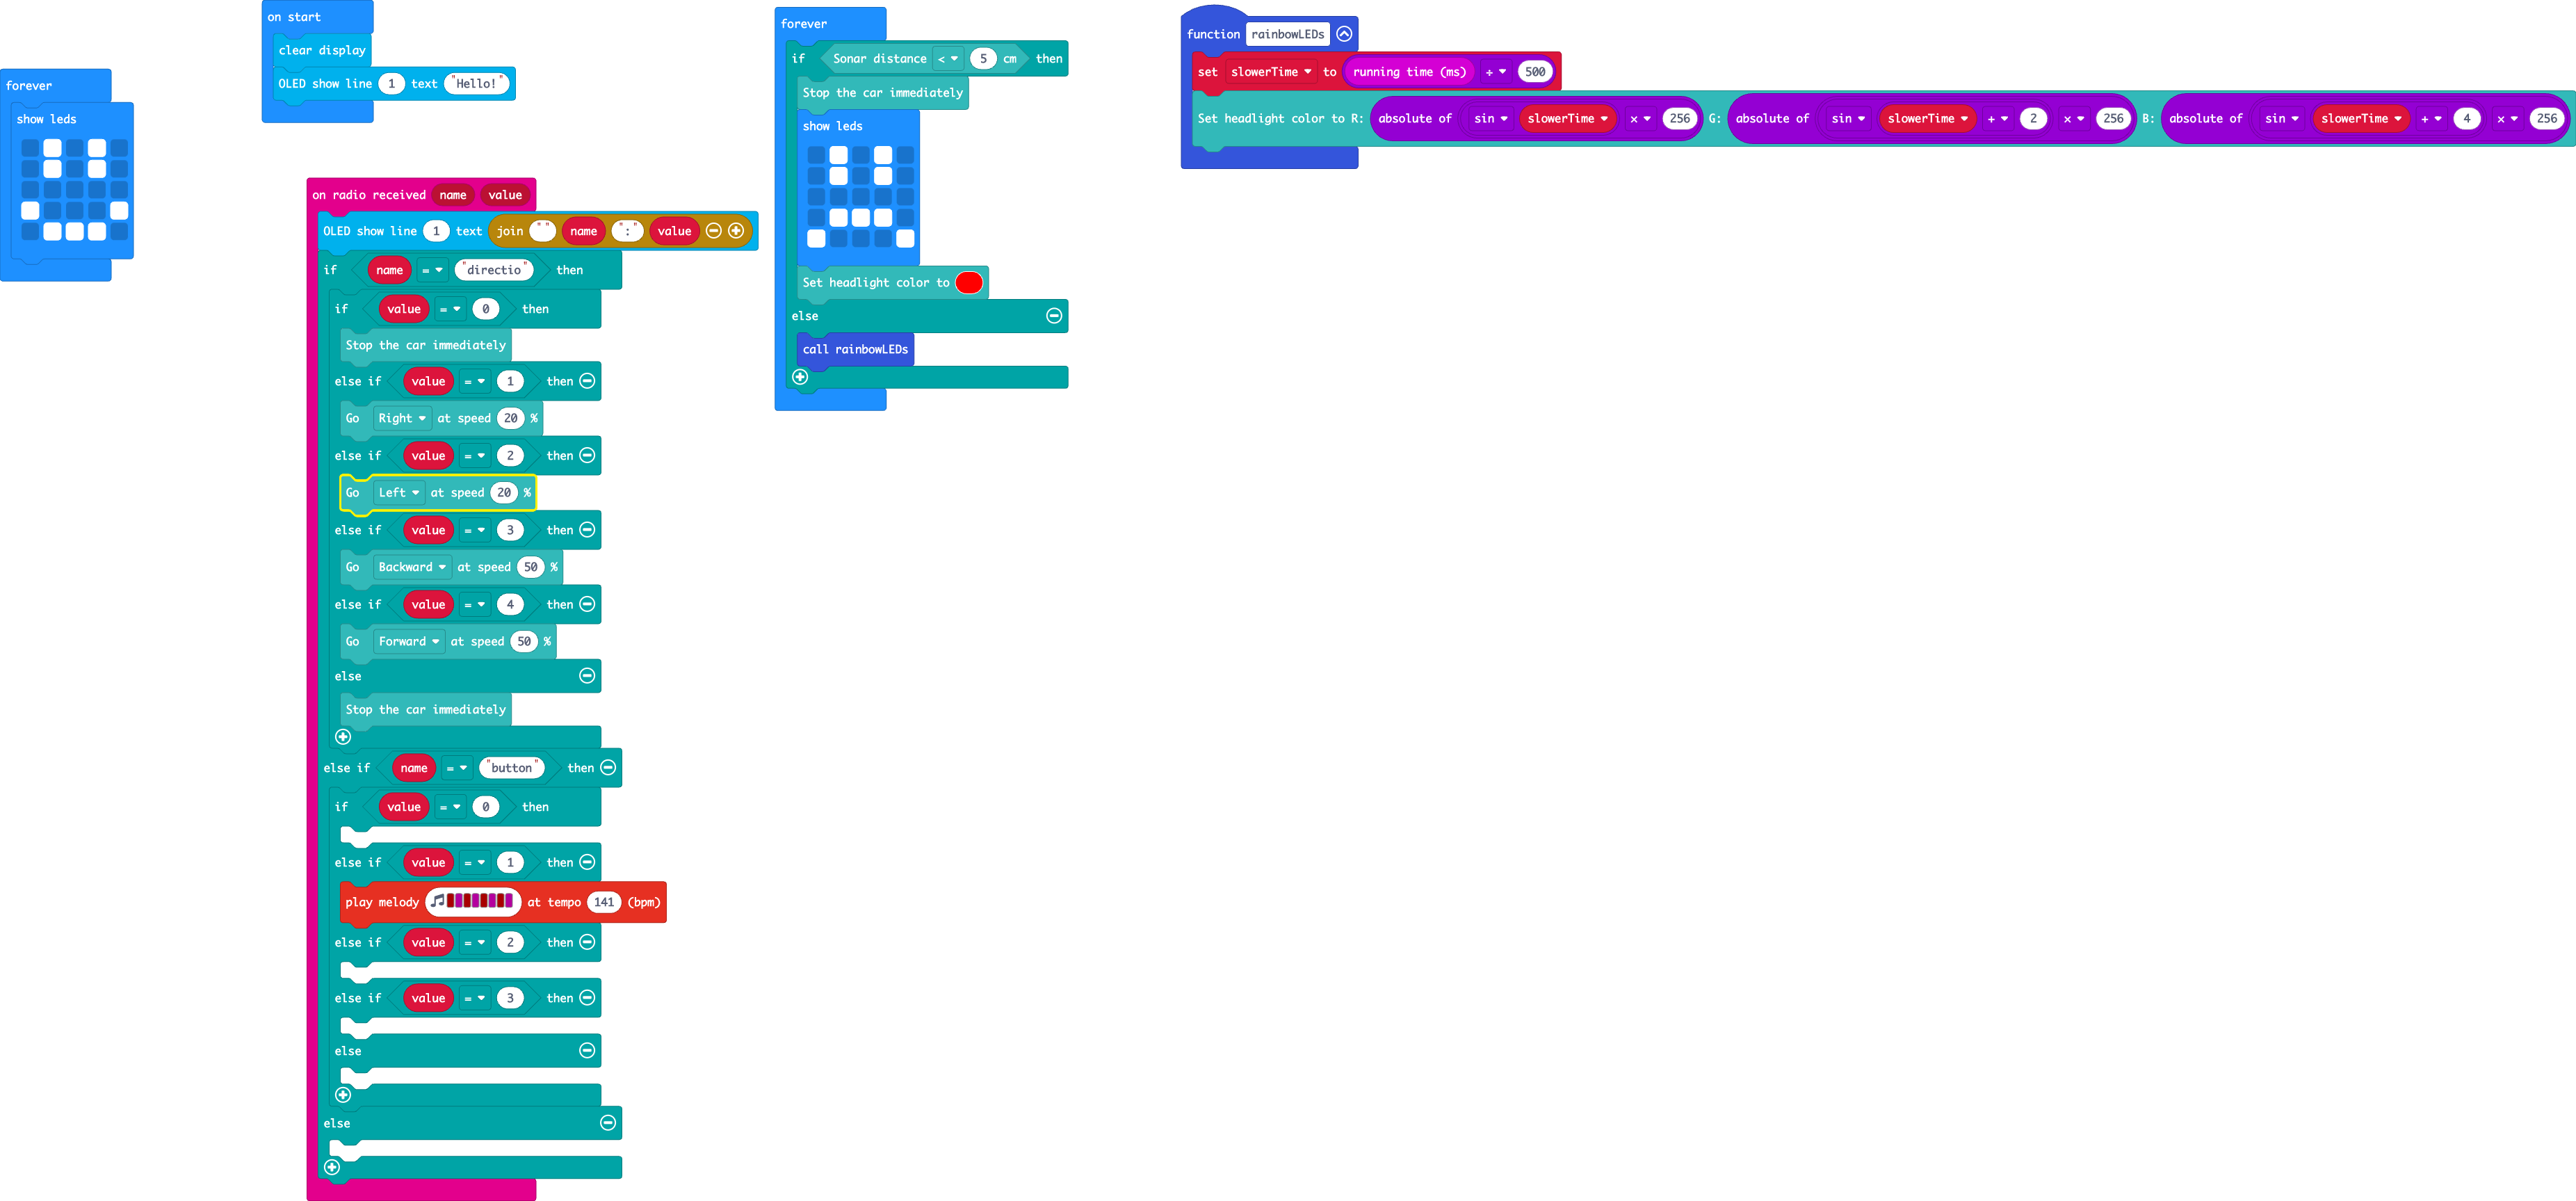 forever
show leds
on start
clear display
OLED show line 1 text "Hello!"
on radio received name value
OLED show line 1 text join " " name ":" value
if name = "directio" then
if value = 0 then
Stop the car immediately
else if value = 1 then
Go Right at speed 20 %
else if value = 2 then
Go Left at speed 20 %
else if value = 3 then
Go Backward at speed 50 %
else if value = 4 then
Go Forward at speed 50 %
else
Stop the car immediately
else if name = "button" then
if value = 0 then
else if value = 1 then
play melody at tempo 141 (bpm)
else if value = 2 then
else if value = 3 then
else
else
forever
if Sonar distance < 5 cm then
Stop the car immediately
show leds
Set headlight color to
else
call rainbowLEDs
function rainbowLEDs
set slowerTime to running time (ms) ÷ 500
Set headlight color to R: absolute of sin slowerTime × 256 G: absolute of sin slowerTime + 2 × 256 B: absolute of sin slowerTime + 4 × 256